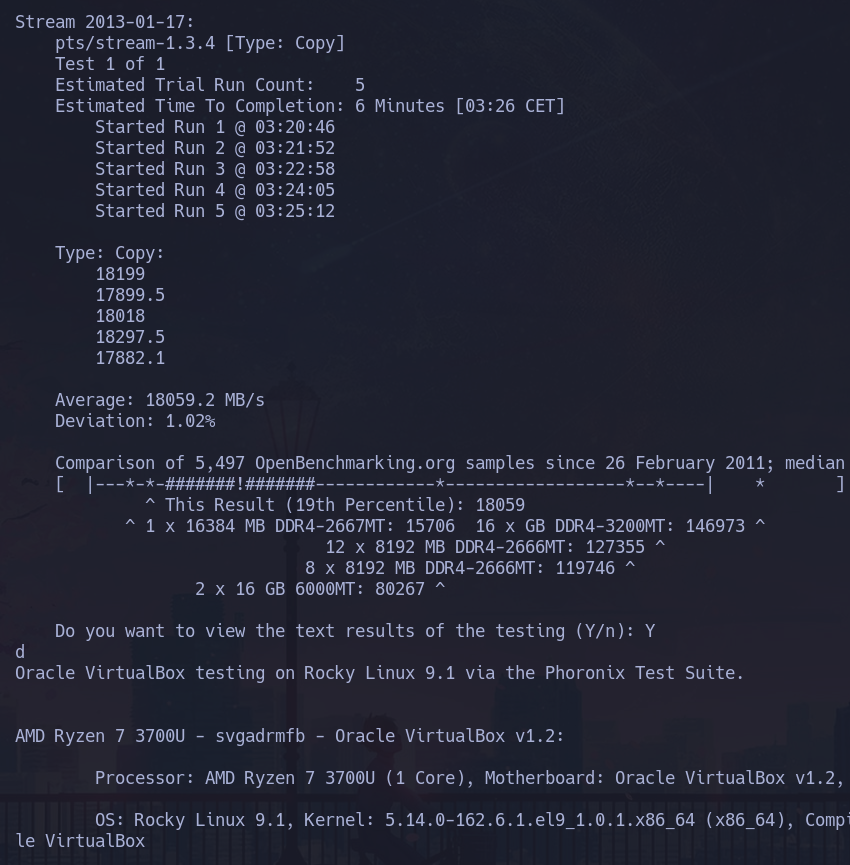 Stream 2013-01-17:
pts/stream-1.3.4 [Type: Copy]
Test 1 of 1
Estimated Trial Run Count:    5
Estimated Time To Completion: 6 Minutes [03:26 CET]
Started Run 1 @ 03:20:46
Started Run 2 @ 03:21:52
Started Run 3 @ 03:22:58
Started Run 4 @ 03:24:05
Started Run 5 @ 03:25:12
Type: Copy:
18199
17899.5
18018
18297.5
17882.1
Average: 18059.2 MB/s
Deviation: 1.02%
Comparison of 5,497 OpenBenchmarking.org samples since 26 February 2011; median
[  |---*-*-#######!#######------------*------------------*--*----|    *       ]
^ This Result (19th Percentile): 18059
^ 1 x 16384 MB DDR4-2667MT: 15706  16 x GB DDR4-3200MT: 146973 ^
12 x 8192 MB DDR4-2666MT: 127355 ^
8 x 8192 MB DDR4-2666MT: 119746 ^
2 x 16 GB 6000MT: 80267 ^
Do you want to view the text results of the testing (Y/n): Y
d
Oracle VirtualBox testing on Rocky Linux 9.1 via the Phoronix Test Suite.
AMD Ryzen 7 3700U - svgadrmfb - Oracle VirtualBox v1.2:
Processor: AMD Ryzen 7 3700U (1 Core), Motherboard: Oracle VirtualBox v1.2,
OS: Rocky Linux 9.1, Kernel: 5.14.0-162.6.1.el9_1.0.1.x86_64 (x86_64), Compi
le VirtualBox